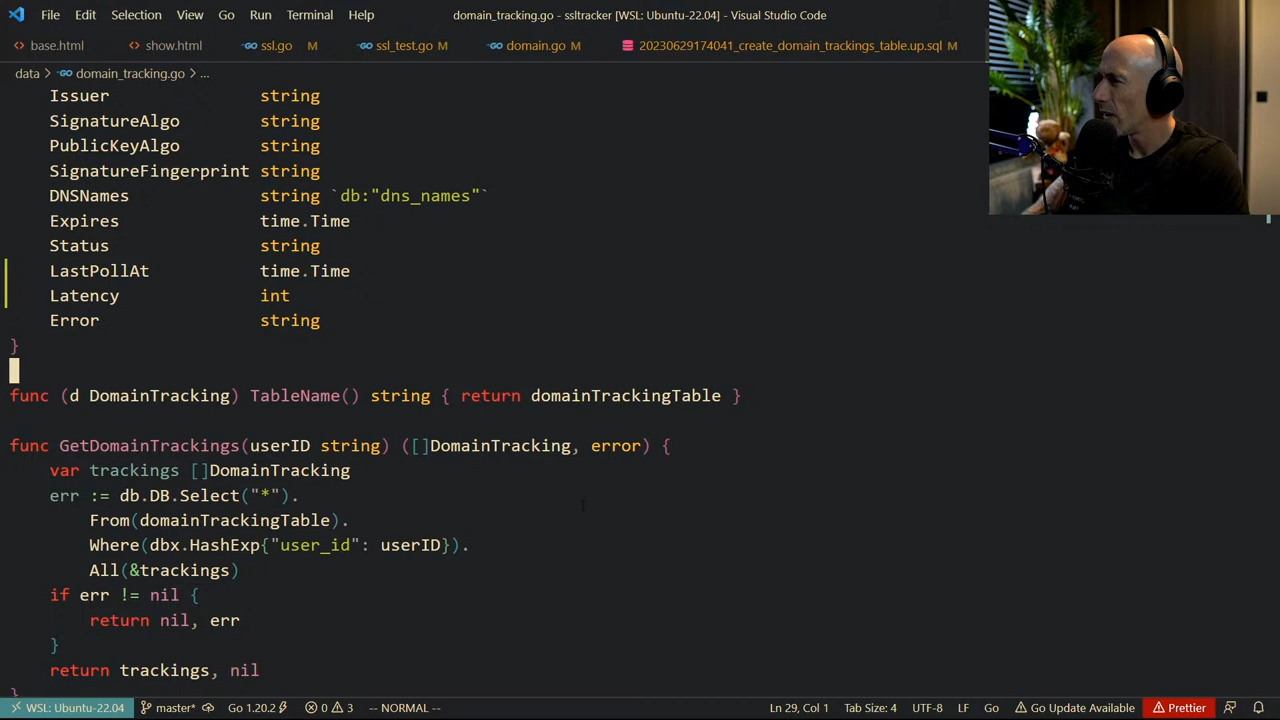 File Edit Selection View Go Run Terminal Help domain_tracking.go - ssltracker [WSL: Ubuntu-22.04] - Visual Studio Code
base.html show.html ssl.go M ssl_test.go M domain.go M 20230629174041_create_domain_trackings_table.up.sql M
data > domain_tracking.go > ...
Issuer string
SignatureAlgo string
PublicKeyAlgo string
SignatureFingerprint string
DNSNames string `db:"dns_names"`
Expires time.Time
Status string
LastPollAt time.Time
Latency int
Error string
}
func (d DomainTracking) TableName() string { return domainTrackingTable }
func GetDomainTrackings(userID string) ([]DomainTracking, error) {
var trackings []DomainTracking
err := db.DB.Select("*").
From(domainTrackingTable).
Where(dbx.HashExp{"user_id": userID}).
All(&trackings)
if err != nil {
return nil, err
}
return trackings, nil
}
WSL: Ubuntu-22.04 master* Go 1.20.2 0 3 -- NORMAL -- Ln 29, Col 1 Tab Size: 4 UTF-8 LF Go Go Update Available Prettier